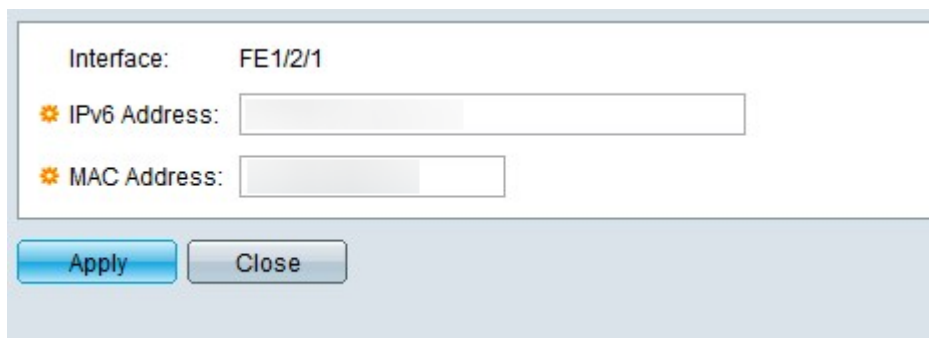 Interface: FE1/2/1
IPv6 Address:
MAC Address:
Apply Close